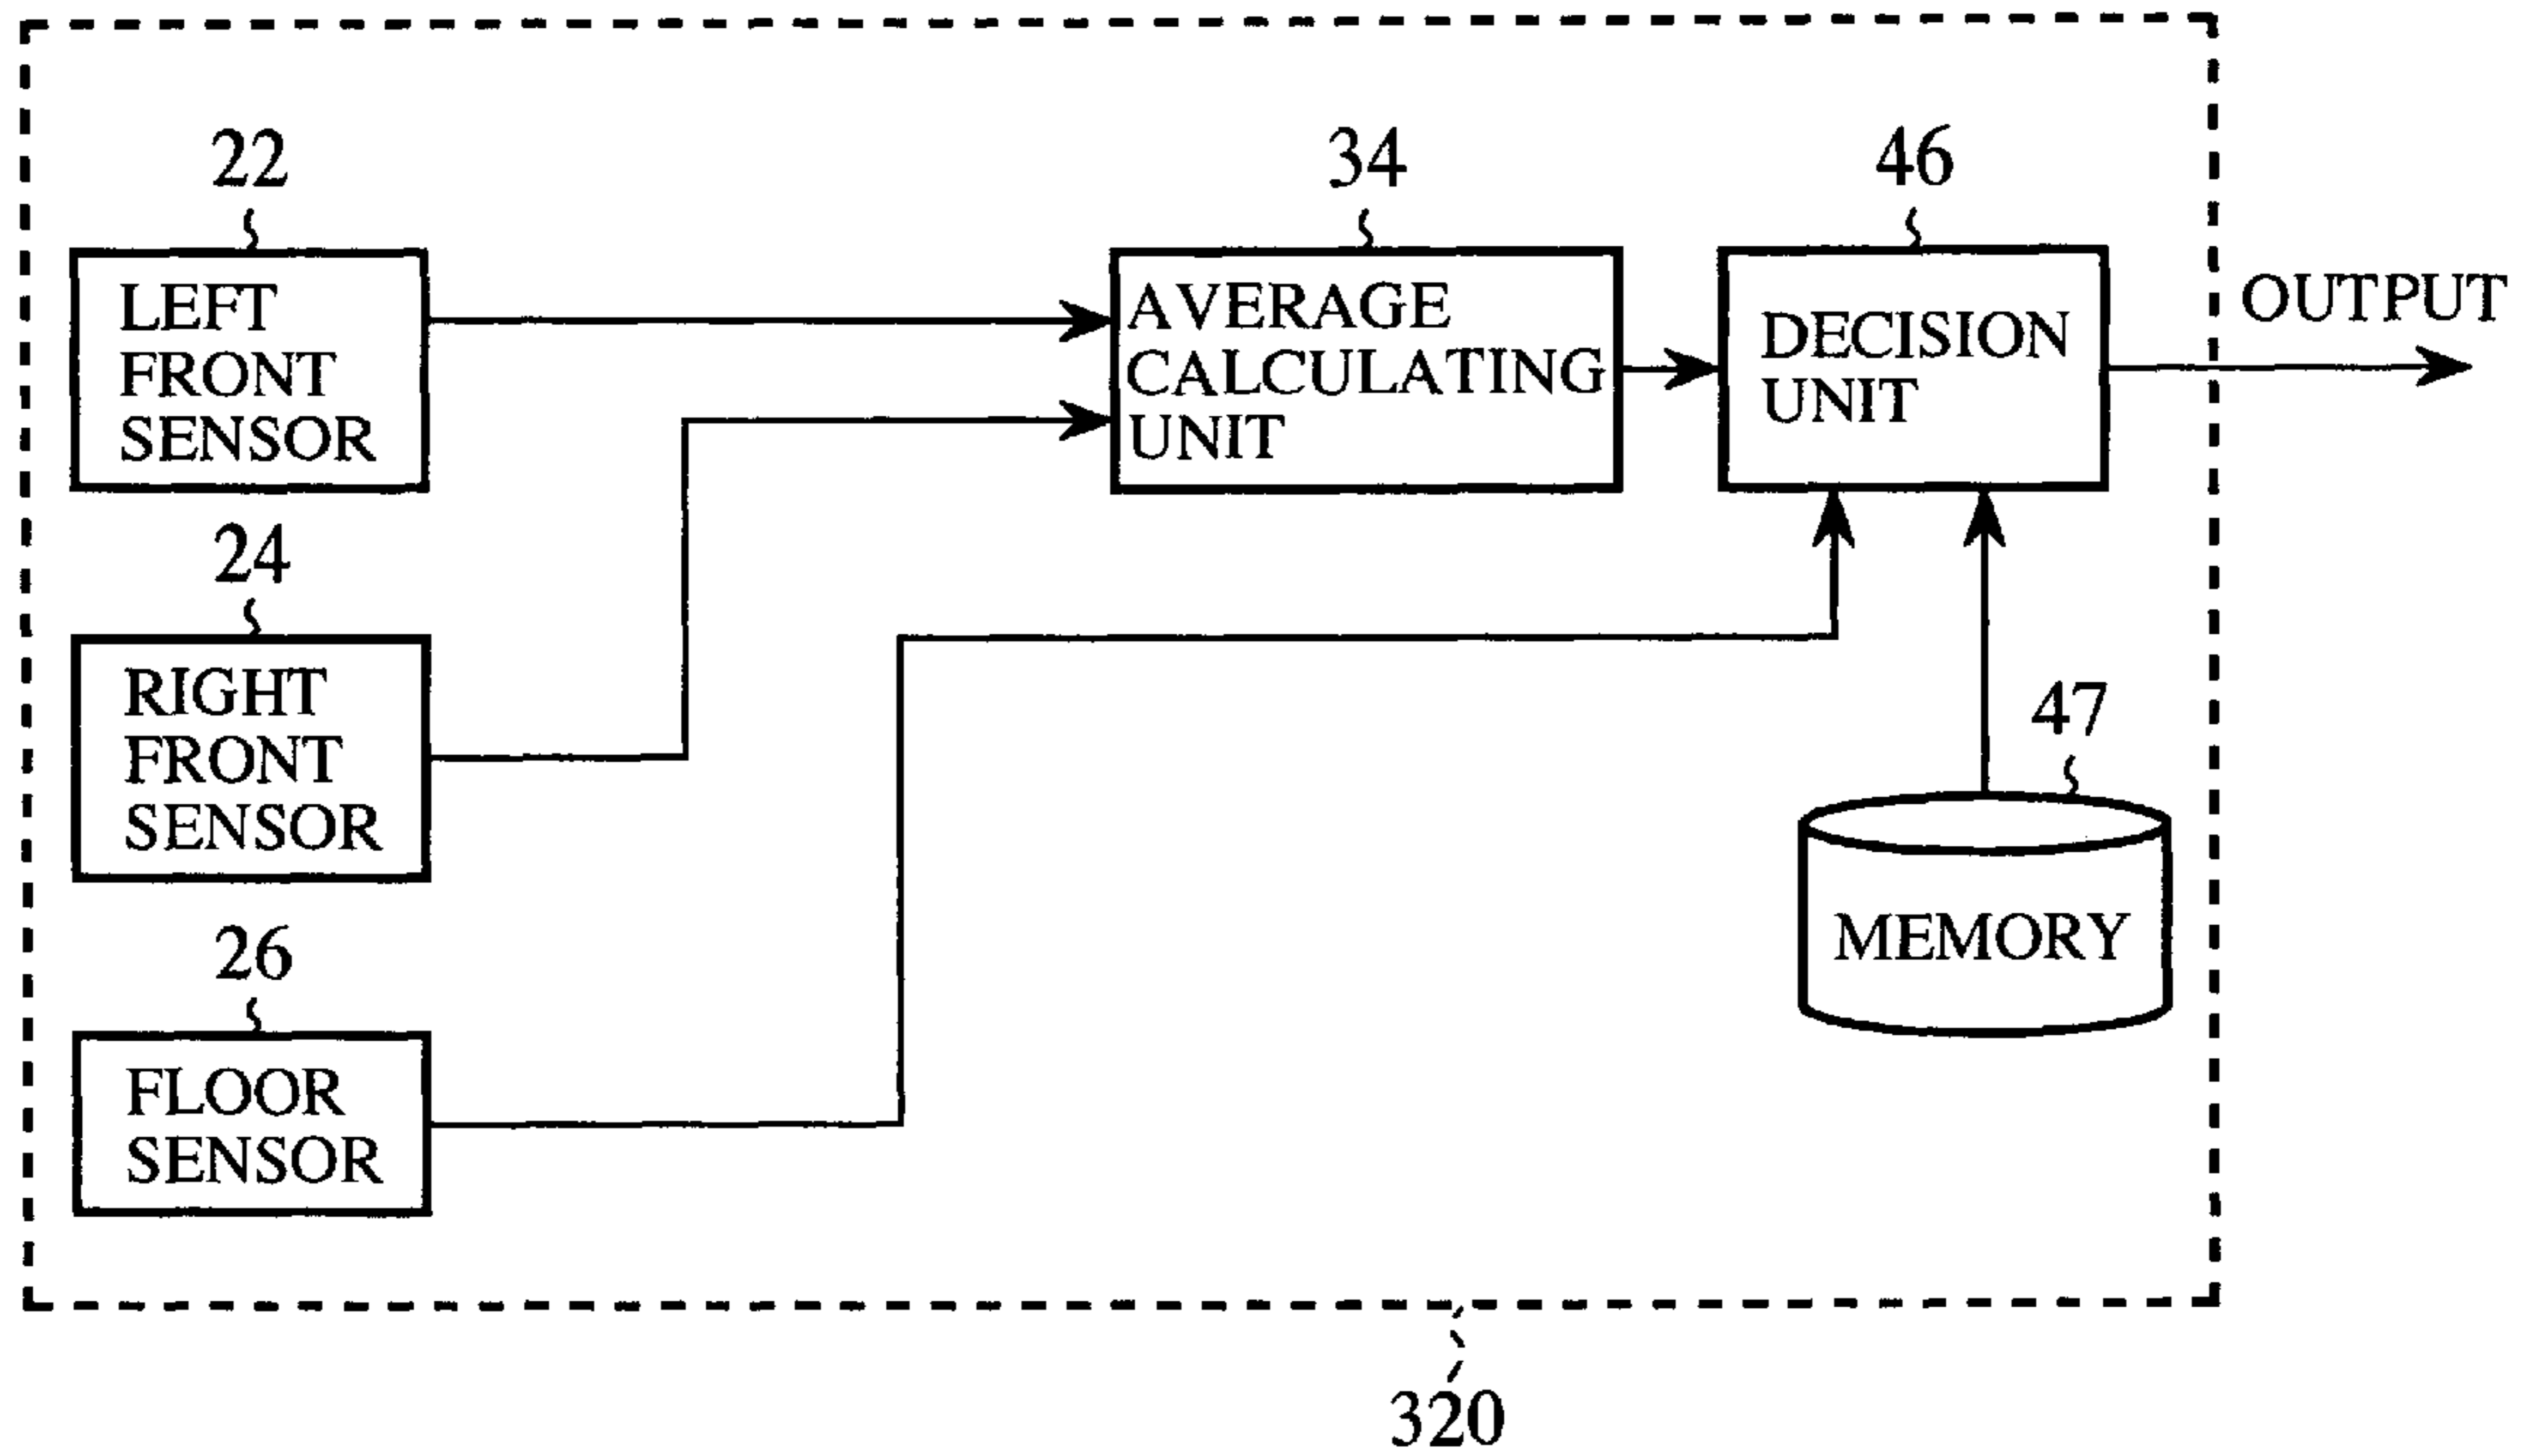 22
34
46
LEFT
FRONT
SENSOR
AVERAGE
CALCULATING
UNIT
DECISION
UNIT
OUTPUT
24
RIGHT
FRONT
SENSOR
47
MEMORY
26
FLOOR
SENSOR
320